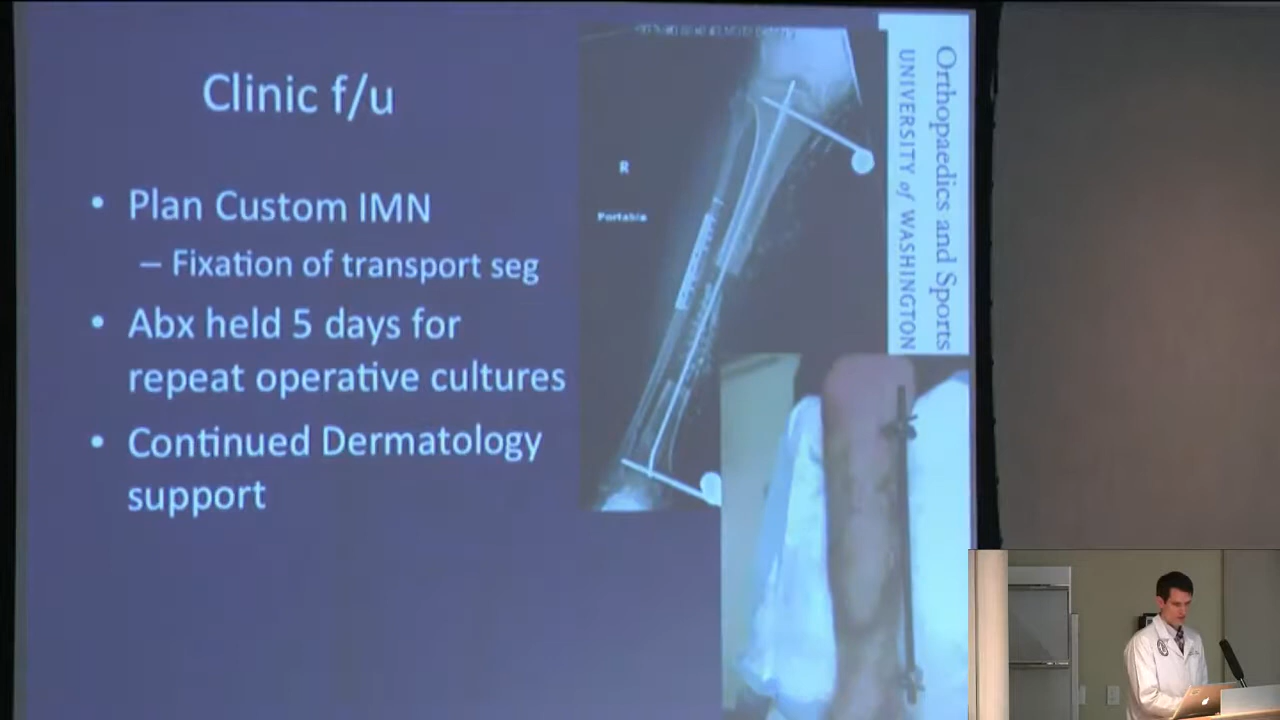 Clinic f/u
• Plan Custom IMN
– Fixation of transport seg
• Abx held 5 days for
repeat operative cultures
• Continued Dermatology
support
R
Portable
Orthopaedics and Sports
UNIVERSITY of WASHINGTON